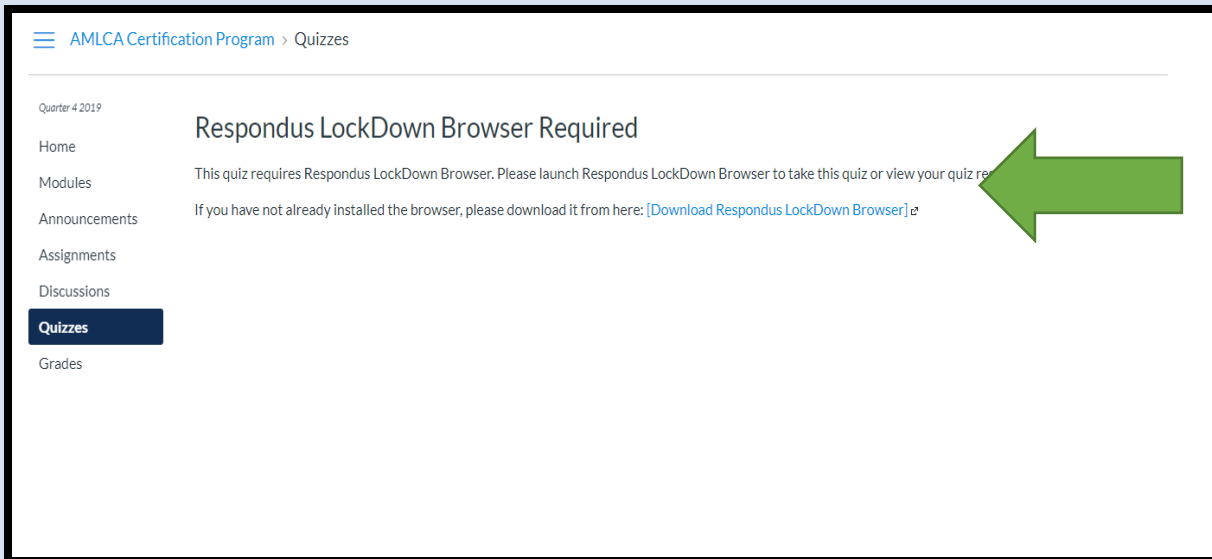 AMLCA Certification Program > Quizzes
Quarter 4 2019
Home
Modules
Announcements
Assignments
Discussions
Quizzes
Grades
Respondus LockDown Browser Required
This quiz requires Respondus LockDown Browser. Please launch Respondus LockDown Browser to take this quiz or view your quiz
If you have not already installed the browser, please download it from here: [Download Respondus LockDown Browser]